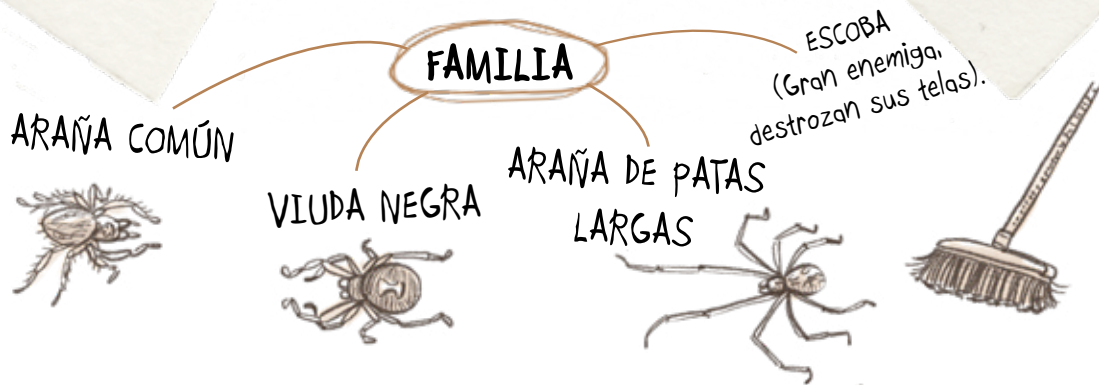 FAMILIA
ARAÑA COMÚN
VIUDA NEGRA
ARAÑA DE PATAS
LARGAS
ESCOBA
(Gran enemiga,
destrozan sus telas).